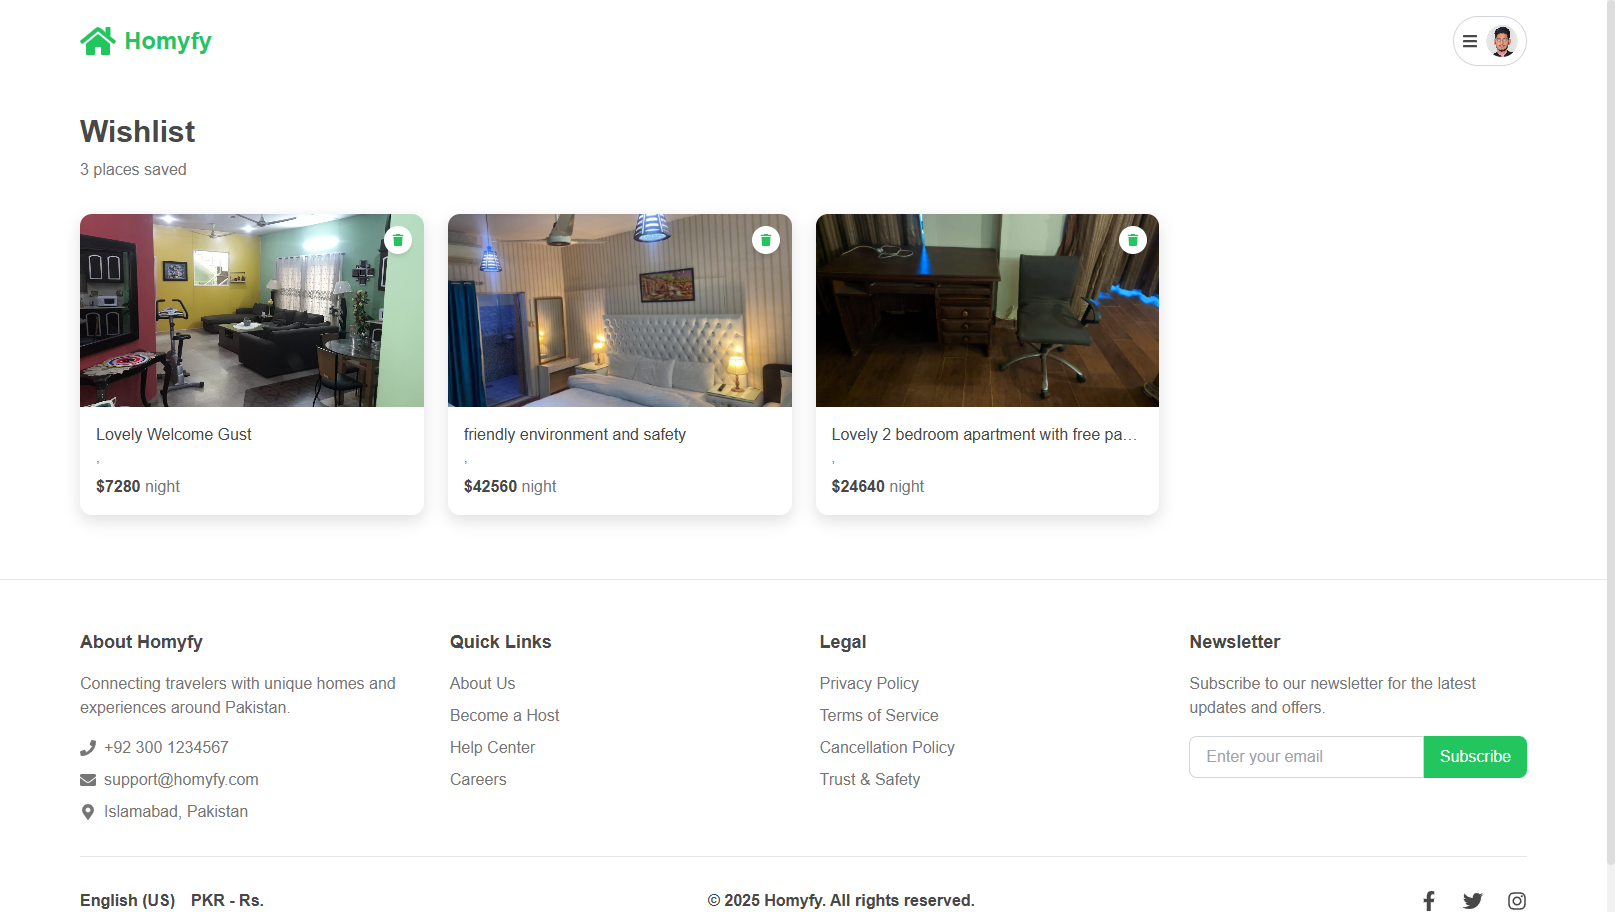 Homyfy
Wishlist
3 places saved
Lovely Welcome Gust
,
$7280 night
friendly environment and safety
,
$42560 night
Lovely 2 bedroom apartment with free pa...
,
$24640 night
About Homyfy
Connecting travelers with unique homes and
experiences around Pakistan.
+92 300 1234567
support@homyfy.com
Islamabad, Pakistan
Quick Links
About Us
Become a Host
Help Center
Careers
Legal
Privacy Policy
Terms of Service
Cancellation Policy
Trust & Safety
Newsletter
Subscribe to our newsletter for the latest
updates and offers.
Enter your email
Subscribe
English (US) PKR - Rs.
© 2025 Homyfy. All rights reserved.